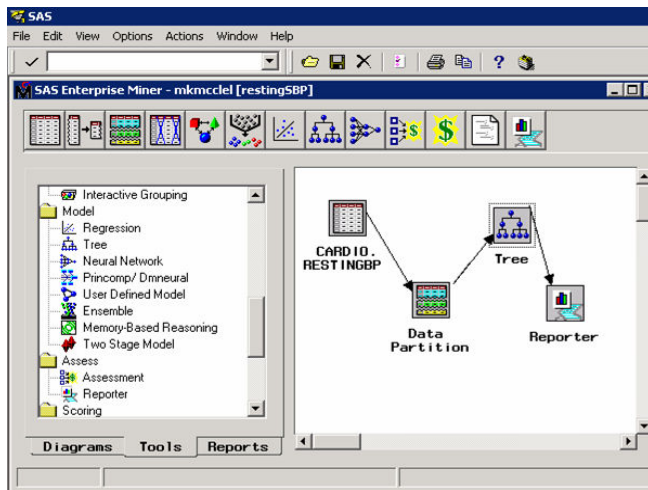 SAS
File Edit View Options Actions Window Help
SAS Enterprise Miner - mkmcclel [restingSBP]
Interactive Grouping
Model
Regression
Tree
Neural Network
Princomp/ Dmneural
User Defined Model
Ensemble
Memory-Based Reasoning
Two Stage Model
Assess
Assessment
Reporter
Scoring
Diagrams Tools Reports
CARDIO.
RESTINGBP
Tree
Data
Partition
Reporter